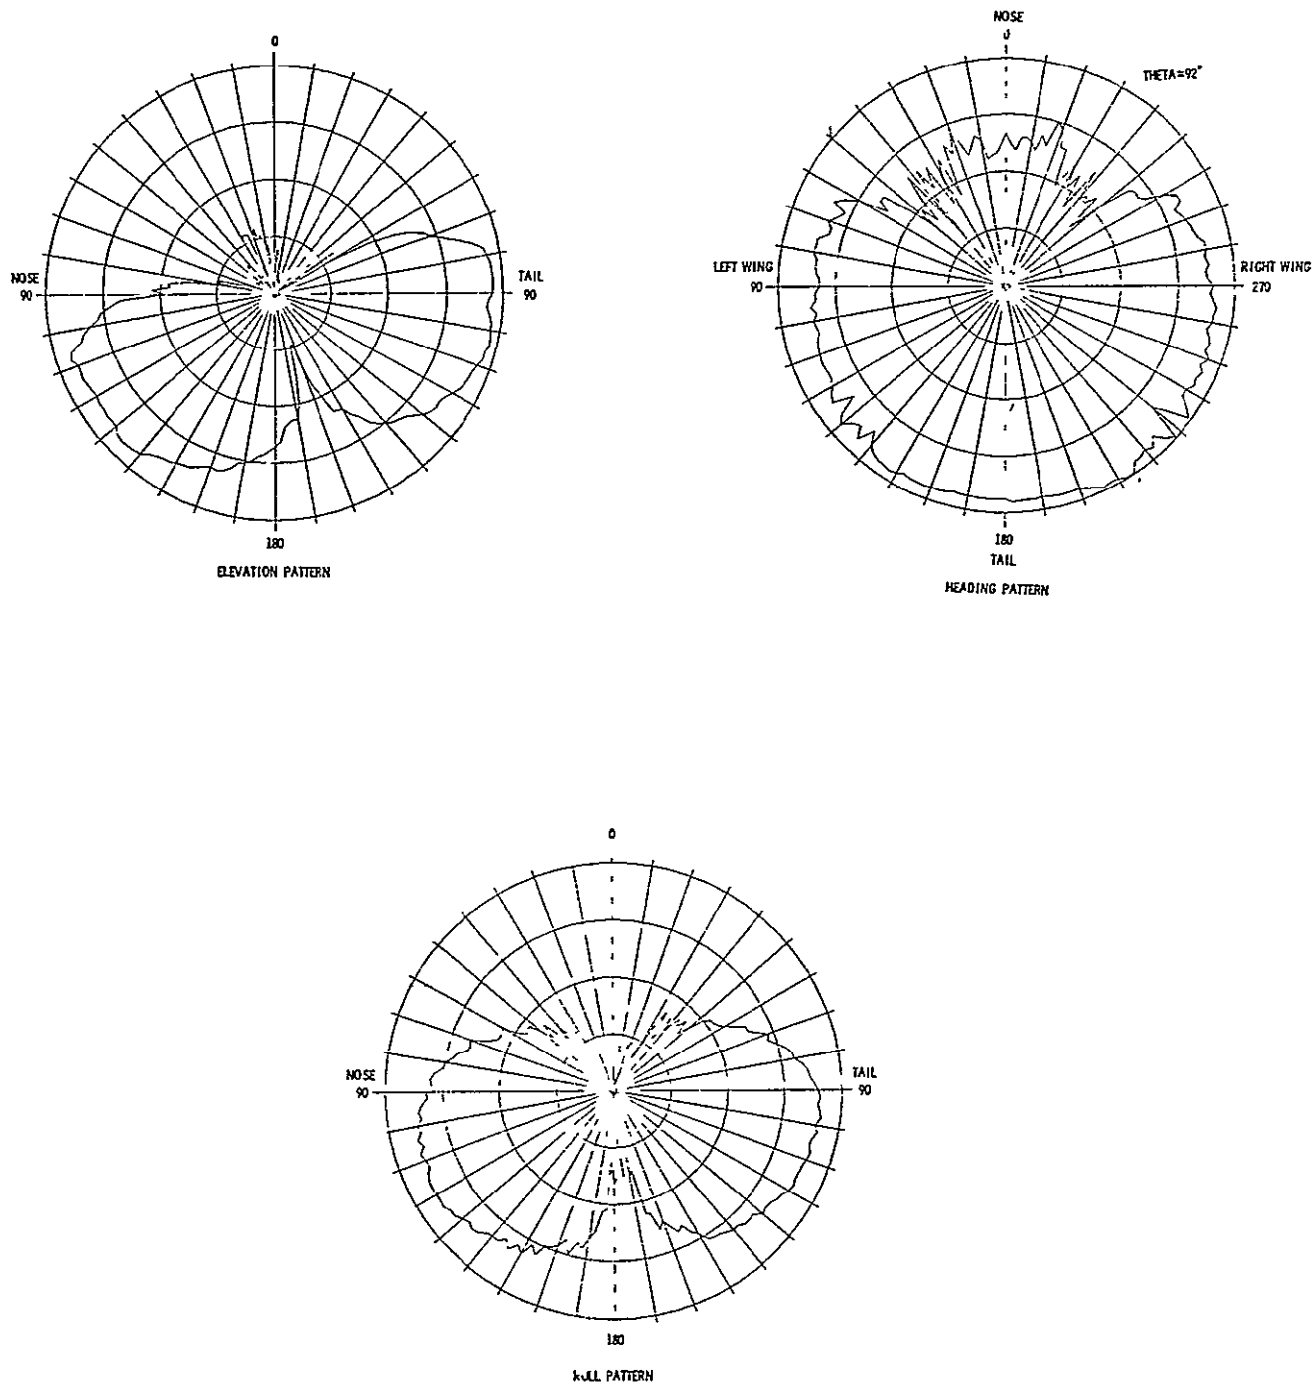 0
NOSE
90
TAIL
90
180
ELEVATION PATTERN
NOSE
0
THETA=92°
LEFT WING
90
RIGHT WING
270
180
TAIL
HEADING PATTERN
0
NOSE
90
TAIL
90
180
PATTERN